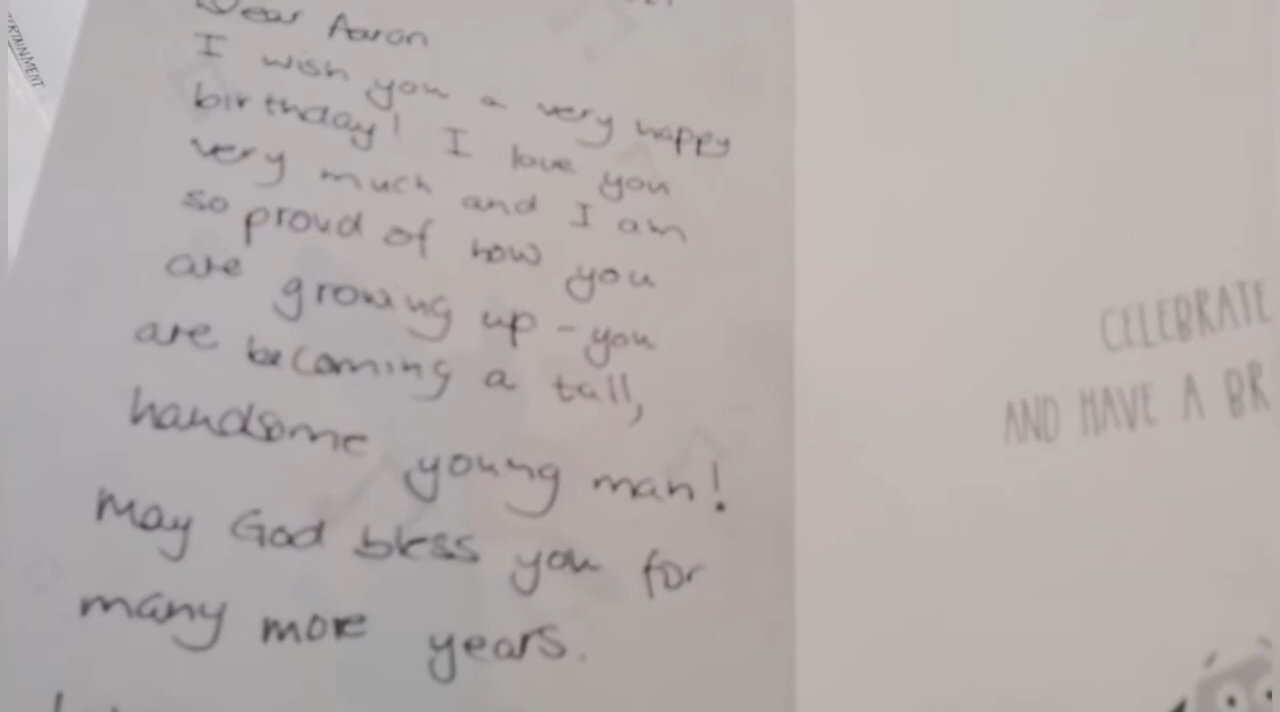 Dear Aaron
I wish you a very happy
birthday! I love you
very much and I am
so proud of how you
are growing up - you
are becoming a tall,
handsome young man!
May God bless you for
many more years.
CELEBRATE
AND HAVE A BR
ERTAINMENT